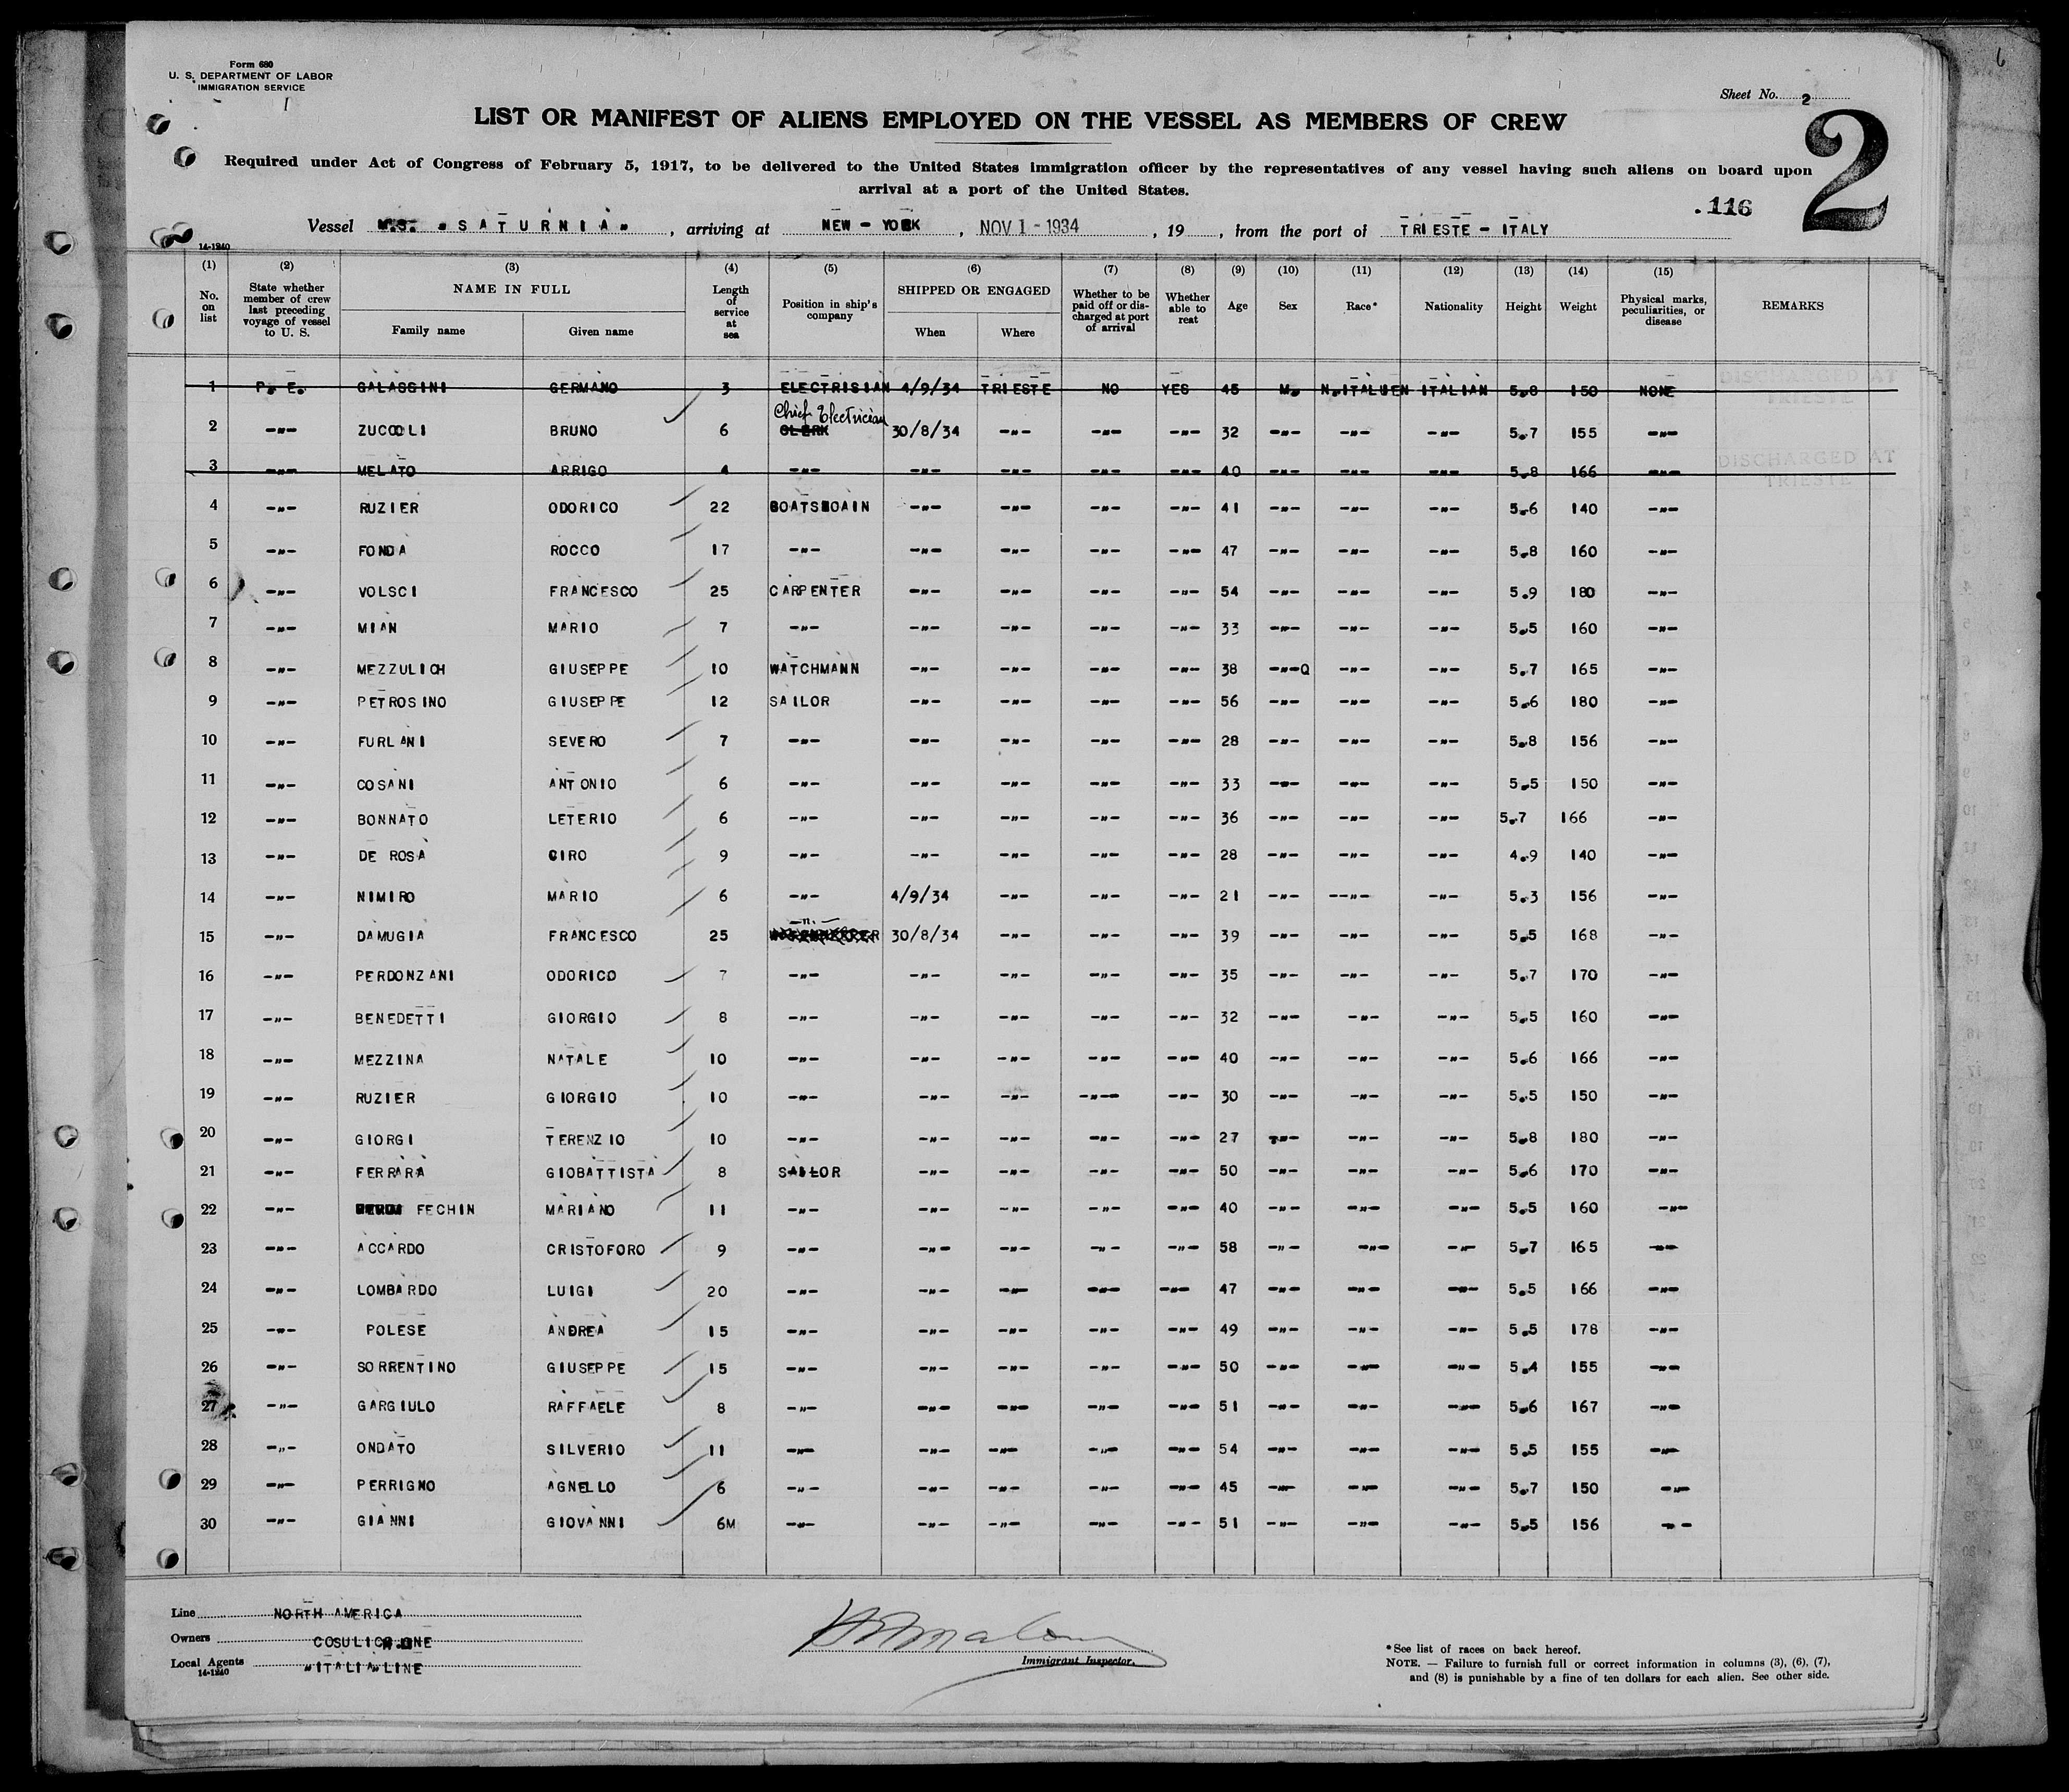 Form 680
U. S. DEPARTMENT OF LABOR
IMMIGRATION SERVICE
Sheet No. 2
2
6
LIST OR MANIFEST OF ALIENS EMPLOYED ON THE VESSEL AS MEMBERS OF CREW
Required under Act of Congress of February 5, 1917, to be delivered to the United States immigration officer by the representatives of any vessel having such aliens on board upon
arrival at a port of the United States.
.116
Vessel M.S. "SATURNIA", arriving at NEW-YORK, NOV 1 - 1934, 19, from the port of TRIESTE - ITALY
14-1240
(1) (2) (3) (4) (5) (6) (7) (8) (9) (10) (11) (12) (13) (14) (15)
No. on list State whether member of crew last preceding voyage of vessel to U. S. NAME IN FULL Family name Given name Length of service at sea Position in ship's company SHIPPED OR ENGAGED When Where Whether to be paid off or discharged at port of arrival Whether able to reat Age Sex Race* Nationality Height Weight Physical marks, peculiarities, or disease REMARKS
1 P. E. GALASSINI GERMANO 3 ELECTRISIAN 4/9/34 TRIESTE NO YES 45 M. N.ITALIEN ITALIAN 5.8 150 NONE DISCHARGED AT TRIESTE
Chief Electrician
2 -"- ZUCCOLI BRUNO 6 CLERK 30/8/34 -"- -"- -"- 32 -"- -"- -"- 5.7 155 -"-
3 -"- MELATO ARRIGO 4 -"- -"- -"- -"- -"- 40 -"- -"- -"- 5.8 166 -"- DISCHARGED AT TRIESTE
4 -"- RUZIER ODORICO 22 BOATSWOAIN -"- -"- -"- -"- 41 -"- -"- -"- 5.6 140 -"-
5 -"- FONDA ROCCO 17 -"- -"- -"- -"- -"- 47 -"- -"- -"- 5.8 160 -"-
6 -"- VOLSCI FRANCESCO 25 CARPENTER -"- -"- -"- -"- 54 -"- -"- -"- 5.9 180 -"-
7 -"- MIAN MARIO 7 -"- -"- -"- -"- -"- 33 -"- -"- -"- 5.5 160 -"-
8 -"- MEZZULICH GIUSEPPE 10 WATCHMANN -"- -"- -"- -"- 38 -"-Q -"- -"- 5.7 165 -"-
9 -"- PETROSINO GIUSEPPE 12 SAILOR -"- -"- -"- -"- 56 -"- -"- -"- 5.6 180 -"-
10 -"- FURLANI SEVERO 7 -"- -"- -"- -"- -"- 28 -"- -"- -"- 5.8 156 -"-
11 -"- COSANI ANTONIO 6 -"- -"- -"- -"- -"- 33 -"- -"- -"- 5.5 150 -"-
12 -"- BONNATO LETERIO 6 -"- -"- -"- -"- -"- 36 -"- -"- -"- 5.7 166 -"-
13 -"- DE ROSA CIRO 9 -"- -"- -"- -"- -"- 28 -"- -"- -"- 4.9 140 -"-
14 -"- NIMIRO MARIO 6 -"- 4/9/34 -"- -"- -"- 21 -"- --"- -"- 5.3 156 -"-
15 -"- DAMUGIA FRANCESCO 25 -"- 30/8/34 -"- -"- -"- 39 -"- -"- -"- 5.5 168 -"-
16 -"- PERDONZANI ODORICO 7 -"- -"- -"- -"- -"- 35 -"- -"- -"- 5.7 170 -"-
17 -"- BENEDETTI GIORGIO 8 -"- -"- -"- -"- -"- 32 -"- -"- -"- 5.5 160 -"-
18 -"- MEZZINA NATALE 10 -"- -"- -"- -"- -"- 40 -"- -"- -"- 5.6 166 -"-
19 -"- RUZIER GIORGIO 10 -"- -"- -"- -"-- -"- 30 -"- -"- -"- 5.5 150 -"-
20 -"- GIORGI TERENZIO 10 -"- -"- -"- -"- -"- 27 -"- -"- -"- 5.8 180 -"-
21 -"- FERRARA GIOBATTISTA 8 SAILOR -"- -"- -"- -"- 50 -"- -"- -"- 5.6 170 -"-
22 -"- FECHIN MARIANO 11 -"- -"- -"- -"- -"- 40 -"- -"- -"- 5.5 160 -"-
23 -"- ACCARDO CRISTOFORO 9 -"- -"- -"- -"- -"- 58 -"- -"- -"- 5.7 165 -"-
24 -"- LOMBARDO LUIGI 20 -"- -"- -"- -"- -"- 47 -"- -"- -"- 5.5 166 -"-
25 -"- POLESE ANDREA 15 -"- -"- -"- -"- -"- 49 -"- -"- -"- 5.5 178 -"-
26 -"- SORRENTINO GIUSEPPE 15 -"- -"- -"- -"- -"- 50 -"- -"- -"- 5.4 155 -"-
27 -"- GARGIULO RAFFAELE 8 -"- -"- -"- -"- -"- 51 -"- -"- -"- 5.6 167 -"-
28 -"- ONDATO SILVERIO 11 -"- -"- -"- -"- -"- 54 -"- -"- -"- 5.5 155 -"-
29 -"- PERRIGNO AGNELLO 6 -"- -"- -"- -"- -"- 45 -"- -"- -"- 5.7 150 -"-
30 -"- GIANNI GIOVANNI 6M -"- -"- -"- -"- -"- 51 -"- -"- -"- 5.5 156 -"-
Line NORTH AMERICA
Owners
Local Agents "ITALIA" LINE
14-1240
Immigrant Inspector.
*See list of races on back hereof.
NOTE. — Failure to furnish full or correct information in columns (3), (6), (7),
and (8) is punishable by a fine of ten dollars for each alien. See other side.